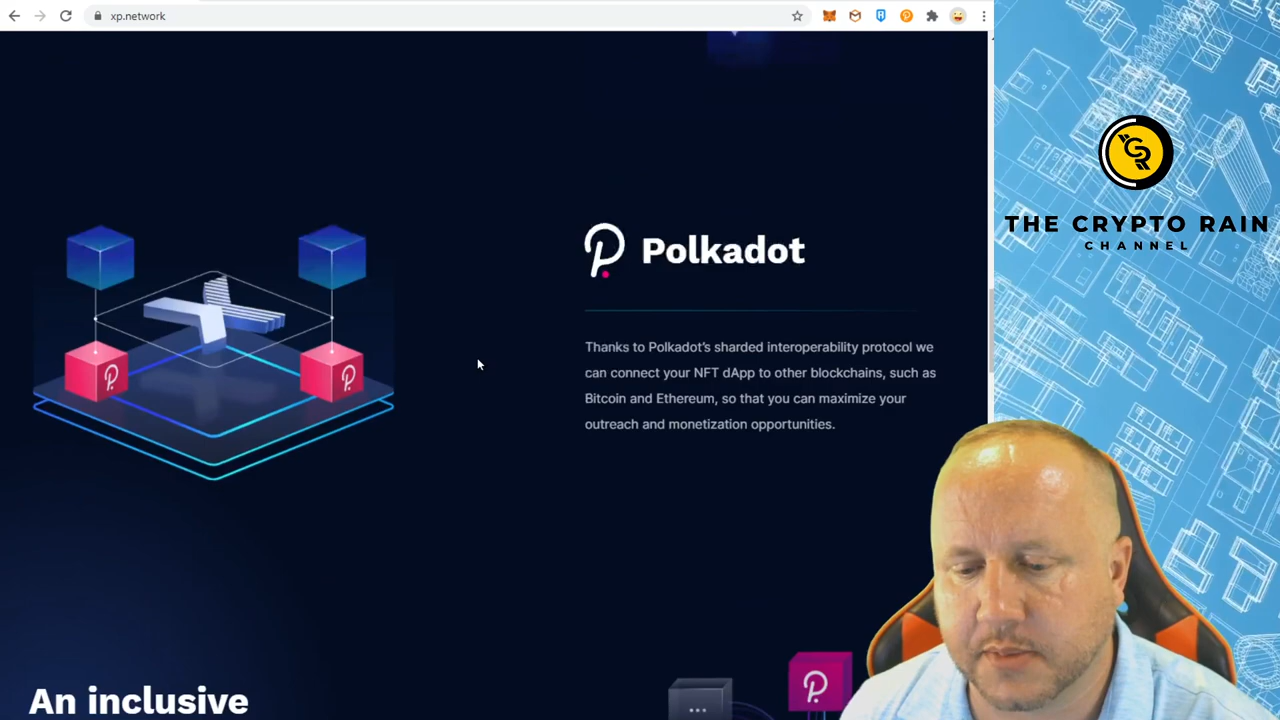 xp.network
Polkadot
Thanks to Polkadot's sharded interoperability protocol we
can connect your NFT dApp to other blockchains, such as
Bitcoin and Ethereum, so that you can maximize your
outreach and monetization opportunities.
An inclusive
GR
THE CRYPTO RAIN
CHANNEL